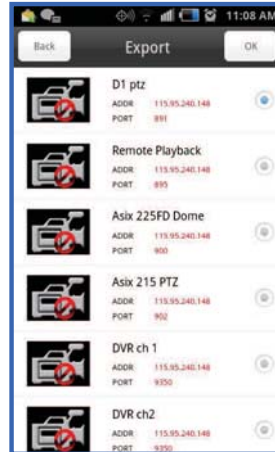 11:08 AM
Back Export OK
D1 ptz
ADDR 115.95.240.148
PORT 891
Remote Playback
ADDR 115.95.240.148
PORT 895
Asix 225FD Dome
ADDR 115.95.240.148
PORT 900
Asix 215 PTZ
ADDR 115.95.240.148
PORT 902
DVR ch 1
ADDR 115.95.240.148
PORT 9350
DVR ch2
ADDR 115.95.240.148
PORT 9350